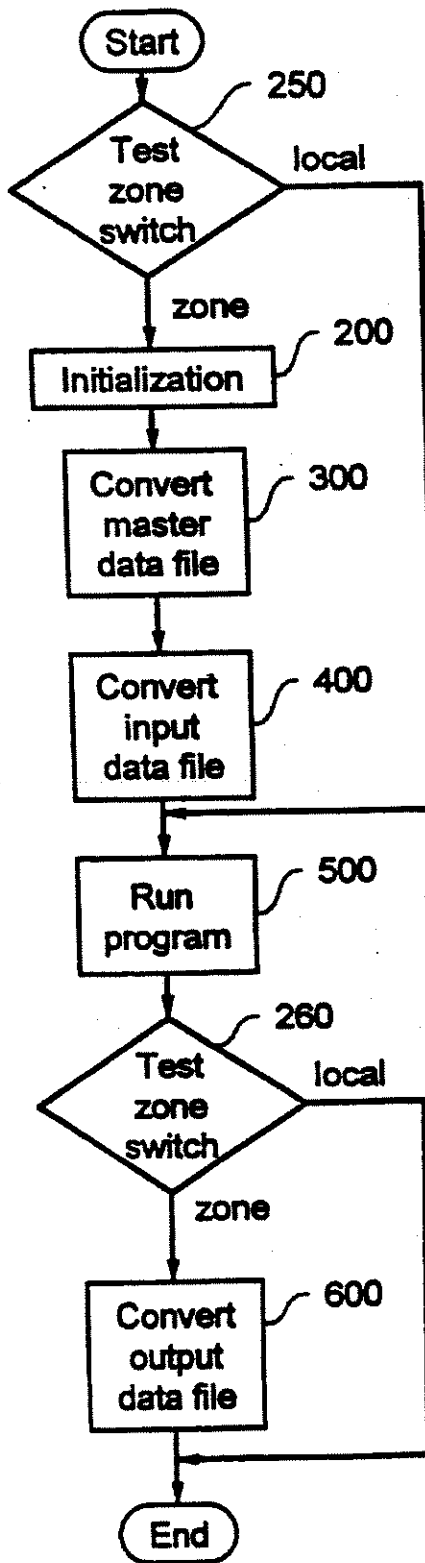 Start
250
Test
zone
switch
local
zone
200
Initialization
300
Convert
master
data file
400
Convert
input
data file
500
Run
program
260
Test
zone
switch
local
zone
600
Convert
output
data file
End